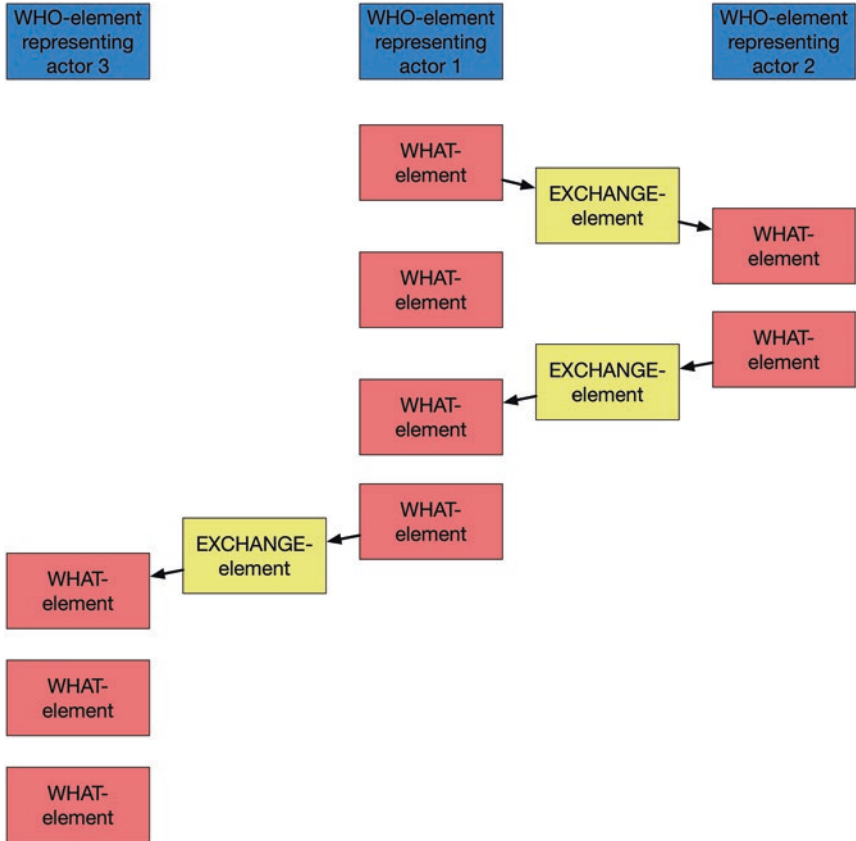 WHO-element
representing
actor 3
WHO-element
representing
actor 1
WHO-element
representing
actor 2
WHAT-
element
EXCHANGE-
element
WHAT-
element
WHAT-
element
WHAT-
element
EXCHANGE-
element
WHAT-
element
WHAT-
element
EXCHANGE-
element
WHAT-
element
WHAT-
element
WHAT-
element